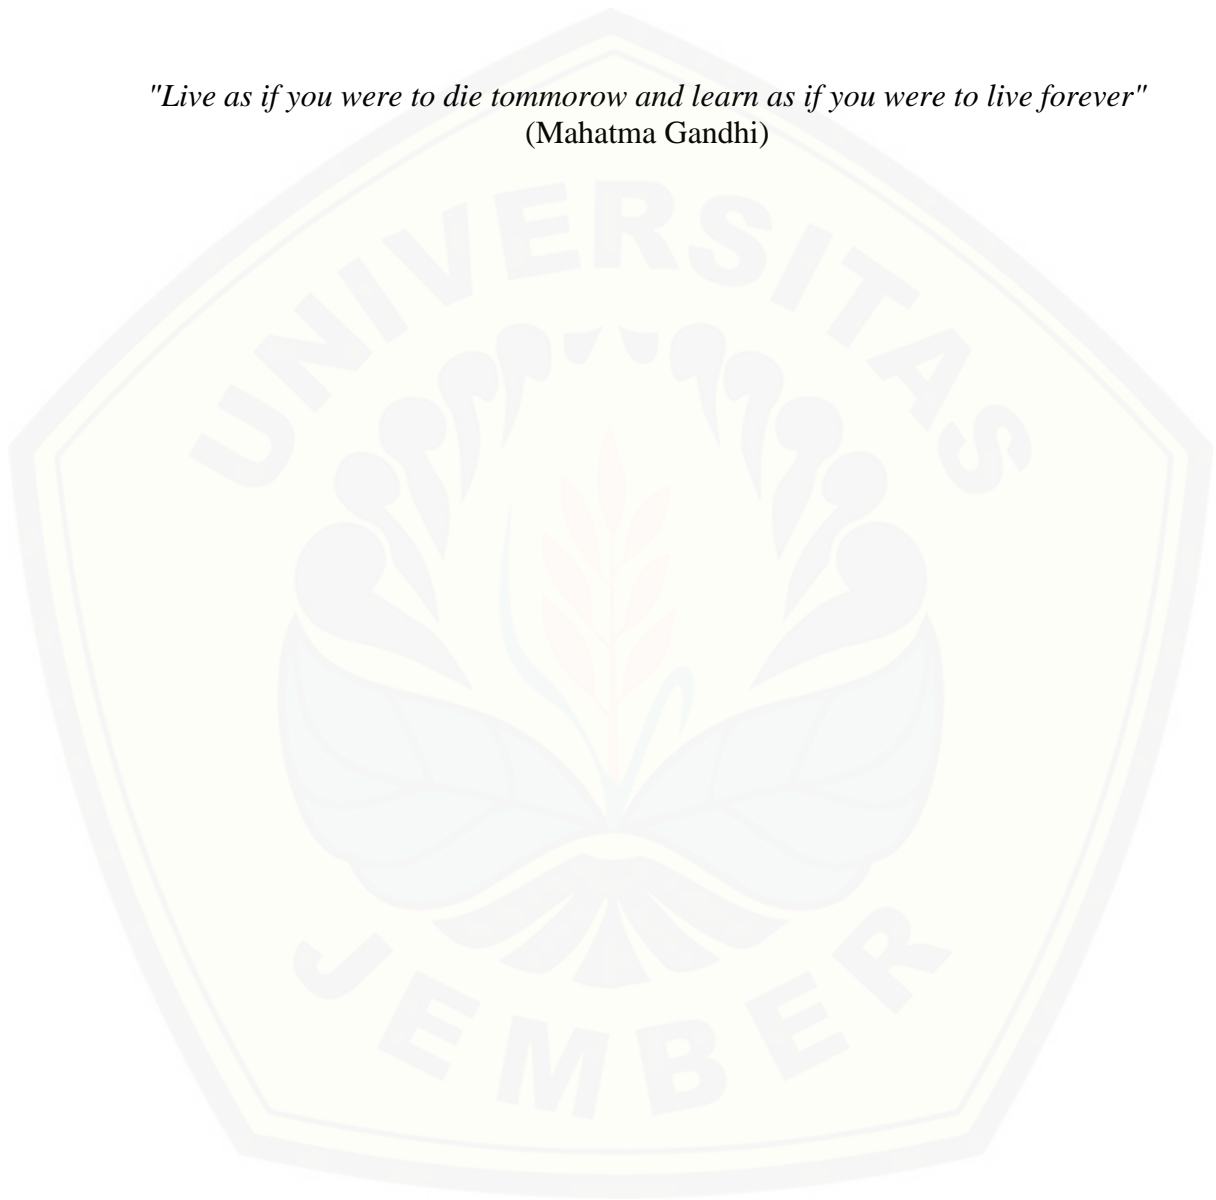 "Live as if you were to die tommorow and learn as if you were to live forever"
(Mahatma Gandhi)
UNIVERSITAS
JEMBER